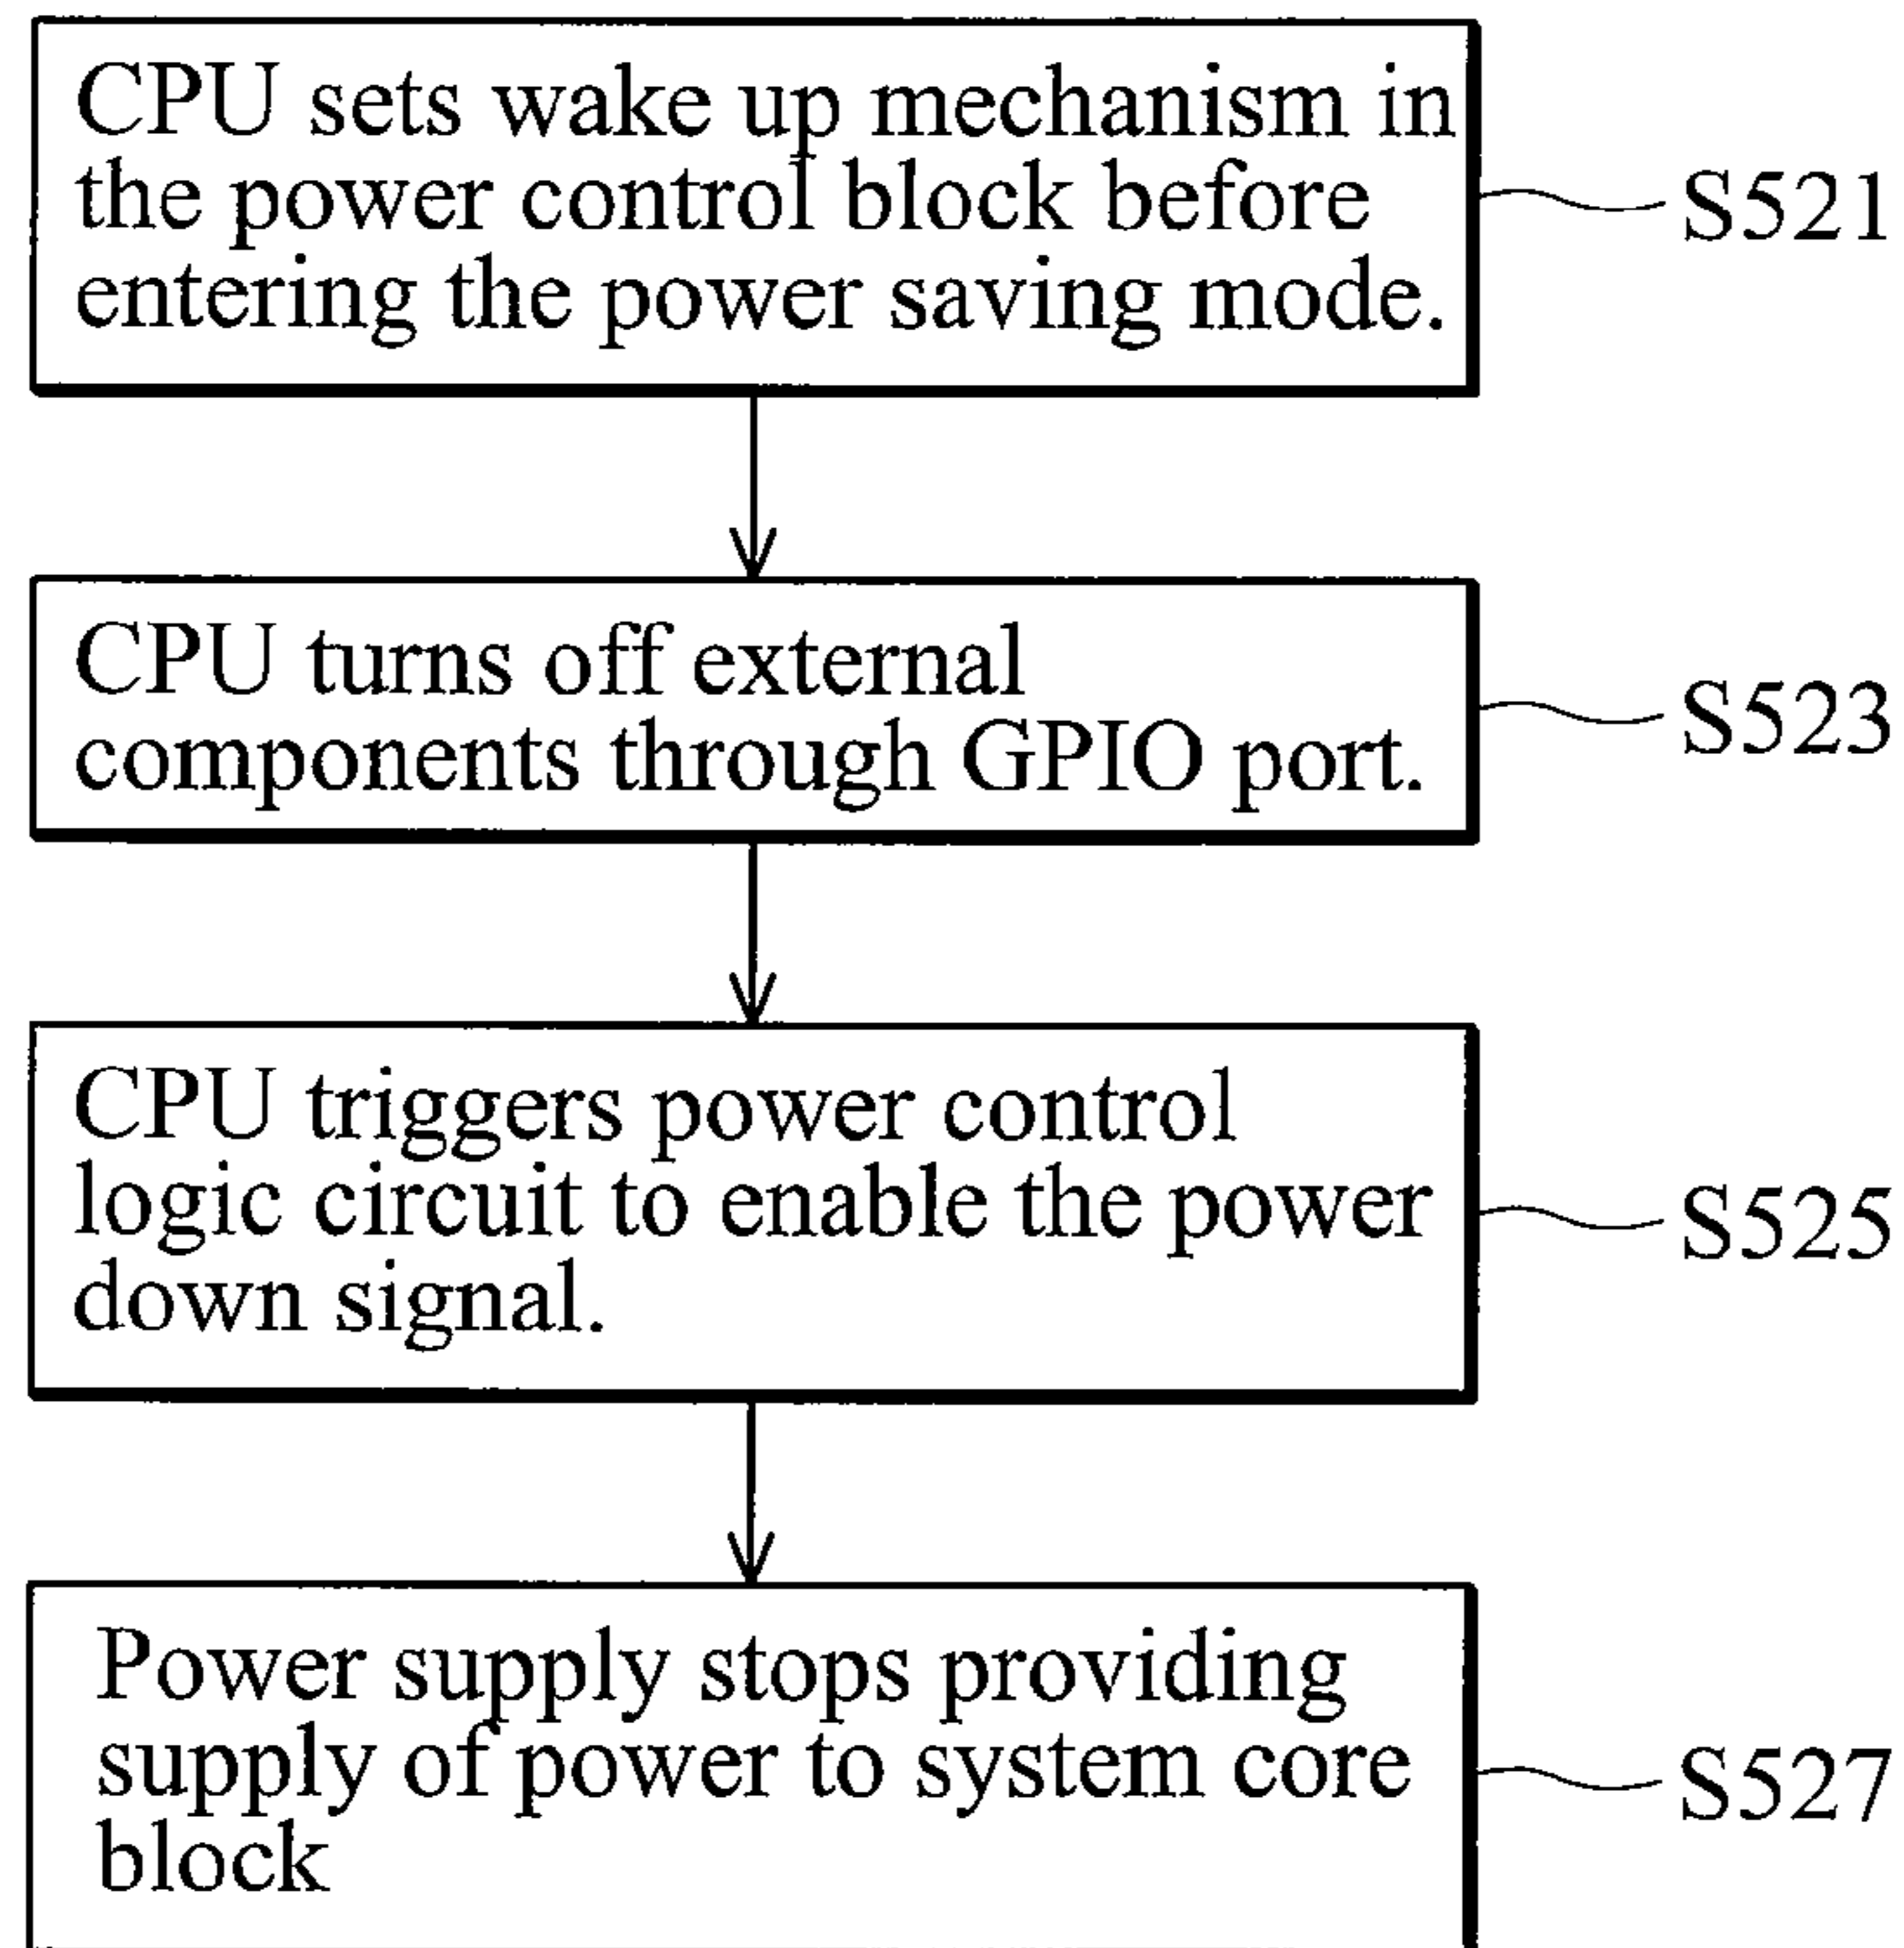 CPU sets wake up mechanism in
the power control block before
entering the power saving mode.
S521
CPU turns off external
components through GPIO port.
S523
CPU triggers power control
logic circuit to enable the power
down signal.
S525
Power supply stops providing
supply of power to system core
block
S527